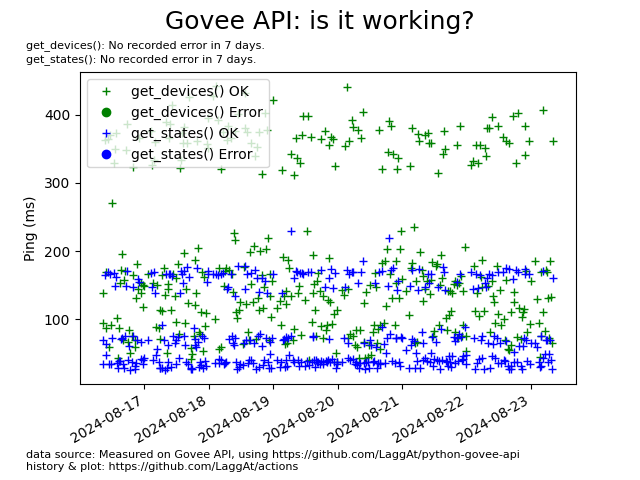 Govee API: is it working?
get_devices(): No recorded error in 7 days.
get_states(): No recorded error in 7 days.
get_devices() OK
get_devices() Error
get_states() OK
get_states() Error
Ping (ms)
400
300
200
100
2024-08-17
2024-08-18
2024-08-19
2024-08-20
2024-08-21
2024-08-22
2024-08-23
data source: Measured on Govee API, using https://github.com/LaggAt/python-govee-api
history & plot: https://github.com/LaggAt/actions